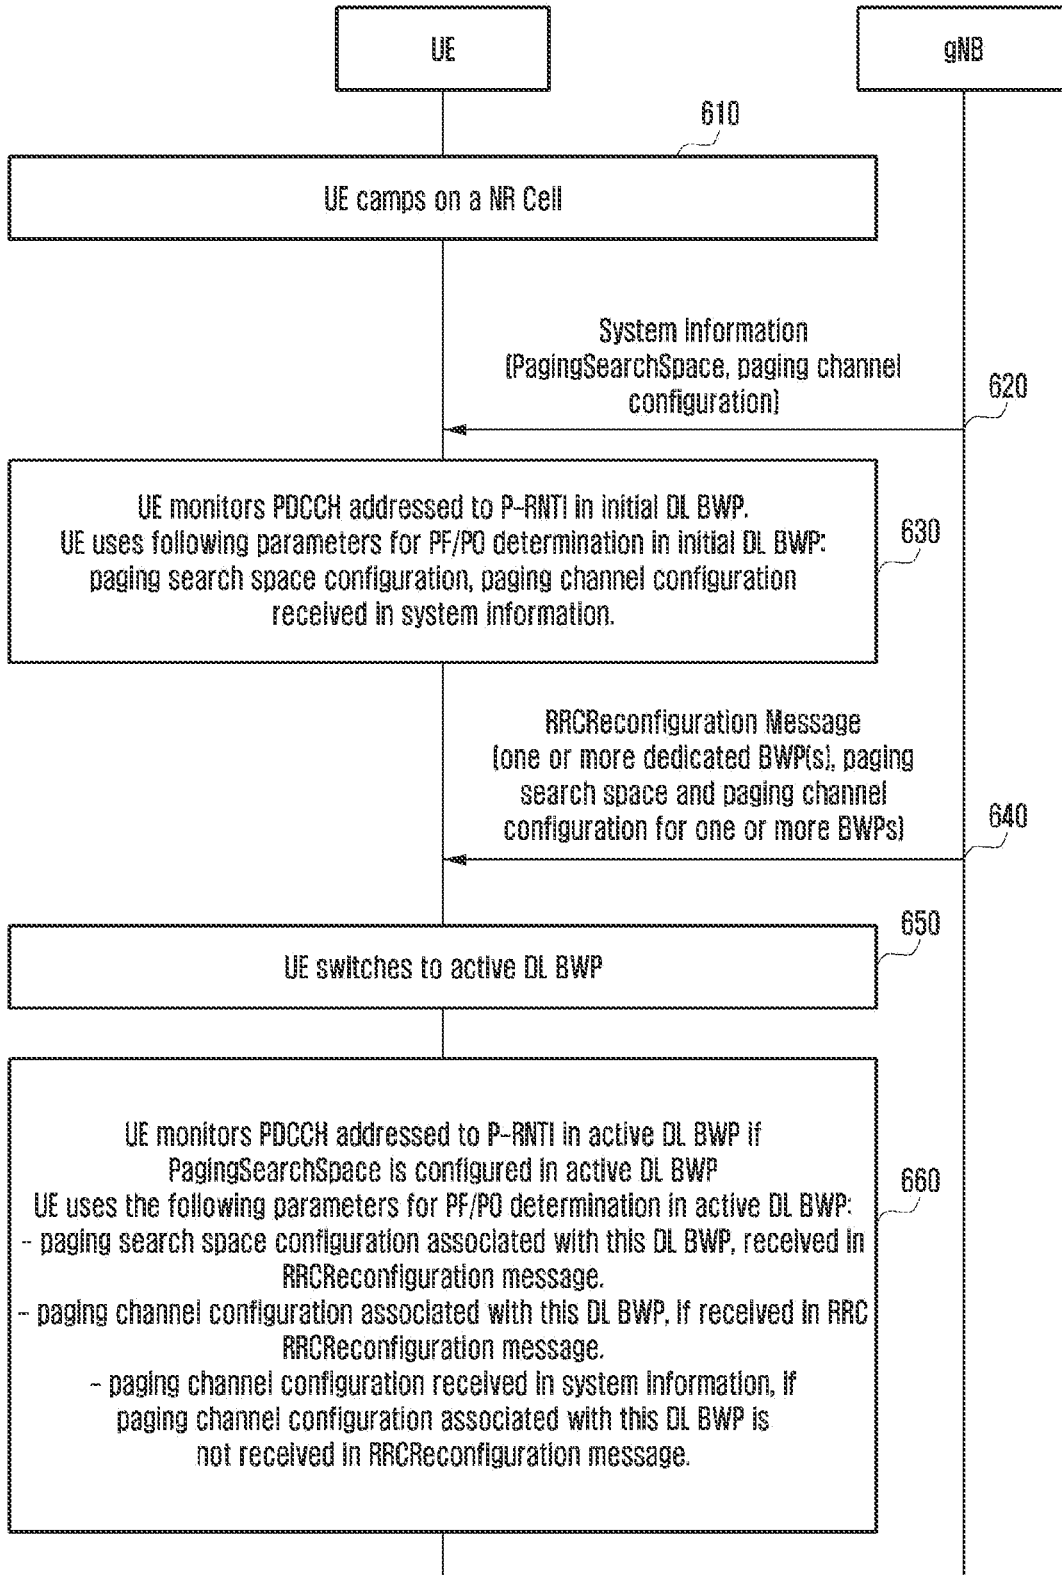 UE
gNB
610
UE camps on a NR Cell
System Information
(PagingSearchSpace, paging channel
configuration)
620
UE monitors PDCCH addressed to P-RNTI in initial DL BWP.
UE uses following parameters for PF/PO determination in initial DL BWP:
paging search space configuration, paging channel configuration
received in system information.
630
RRCReconfiguration Message
(one or more dedicated BWP(s), paging
search space and paging channel
configuration for one or more BWPs)
640
650
UE switches to active DL BWP
UE monitors PDCCH addressed to P-RNTI in active DL BWP if
PagingSearchSpace is configured in active DL BWP
UE uses the following parameters for PF/PO determination in active DL BWP:
- paging search space configuration associated with this DL BWP, received in
RRCReconfiguration message.
- paging channel configuration associated with this DL BWP, if received in RRC
RRCReconfiguration message.
- paging channel configuration received in system information, if
paging channel configuration associated with this DL BWP is
not received in RRCReconfiguration message.
660